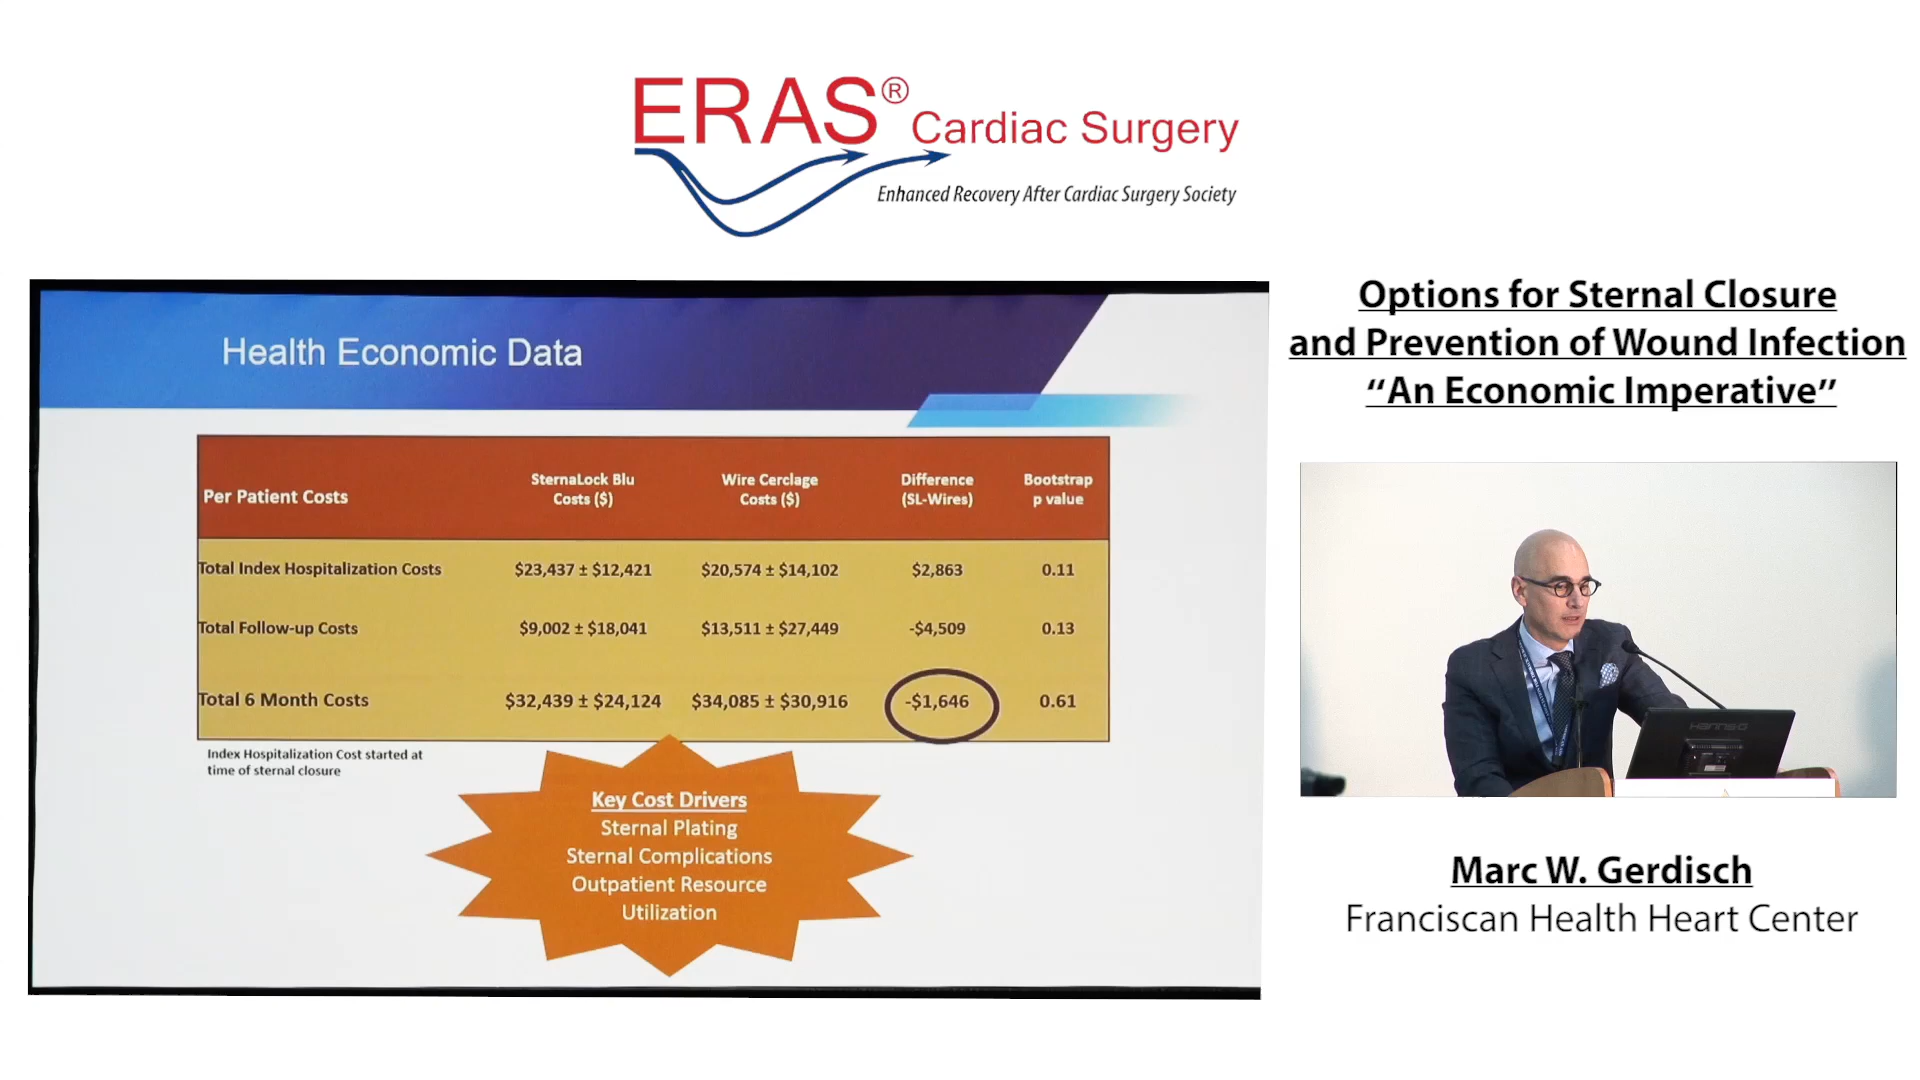 ERAS® Cardiac Surgery
Enhanced Recovery After Cardiac Surgery Society
Options for Sternal Closure
and Prevention of Wound Infection
“An Economic Imperative”
Health Economic Data
Per Patient Costs
SternaLock Blu
Costs ($)
Wire Cerclage
Costs ($)
Difference
(SL-Wires)
Bootstrap
p value
Total Index Hospitalization Costs $23,437 ± $12,421 $20,574 ± $14,102 $2,863 0.11
Total Follow-up Costs $9,002 ± $18,041 $13,511 ± $27,449 -$4,509 0.13
Total 6 Month Costs $32,439 ± $24,124 $34,085 ± $30,916 -$1,646 0.61
Index Hospitalization Cost started at
time of sternal closure
Key Cost Drivers
Sternal Plating
Sternal Complications
Outpatient Resource
Utilization
Marc W. Gerdisch
Franciscan Health Heart Center